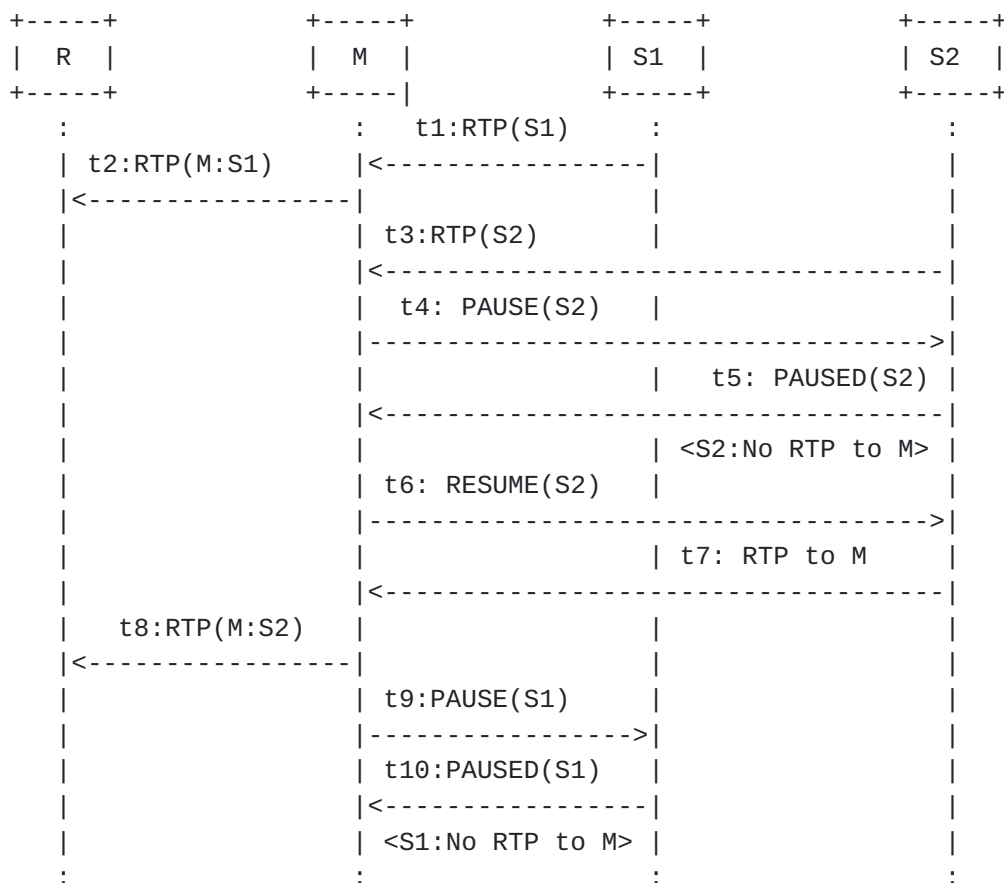 +-----+            +-----+            +-----+            +-----+
|  R  |            |  M  |            | S1  |            | S2  |
+-----+            +-----|            +-----+            +-----+
   :                  :   t1:RTP(S1)     :                  :
   | t2:RTP(M:S1)     |<-----------------|                  |
   |<-----------------|                  |                  |
   |                  | t3:RTP(S2)       |                  |
   |                  |<------------------------------------|
   |                  |  t4: PAUSE(S2)   |                  |
   |                  |------------------------------------>|
   |                  |                  |   t5: PAUSED(S2) |
   |                  |<------------------------------------|
   |                  |                  | <S2:No RTP to M> |
   |                  | t6: RESUME(S2)   |                  |
   |                  |------------------------------------>|
   |                  |                  | t7: RTP to M     |
   |                  |<------------------------------------|
   |   t8:RTP(M:S2)   |                  |                  |
   |<-----------------|                  |                  |
   |                  | t9:PAUSE(S1)     |                  |
   |                  |----------------->|                  |
   |                  | t10:PAUSED(S1)   |                  |
   |                  |<-----------------|                  |
   |                  | <S1:No RTP to M> |                  |
   :                  :                  :                  :